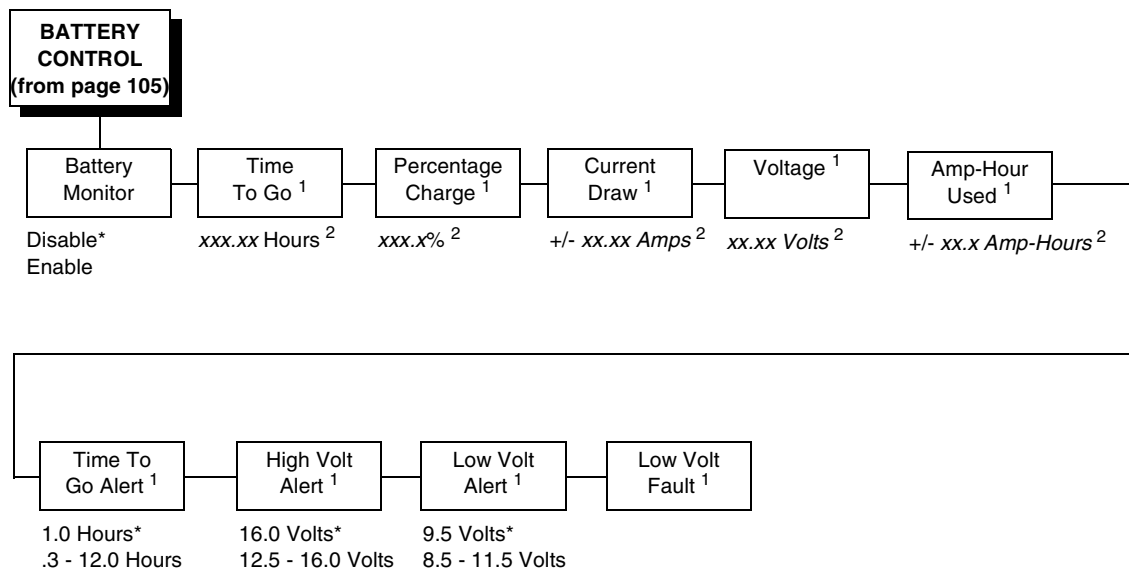 BATTERY
CONTROL
(from page 105)
Battery
Monitor
Disable*
Enable
Time
To Go 1
xxx.xx Hours 2
Percentage
Charge 1
xxx.x% 2
Current
Draw 1
+/- xx.xx Amps 2
Voltage 1
xx.xx Volts 2
Amp-Hour
Used 1
+/- xx.x Amp-Hours 2
Time To
Go Alert 1
1.0 Hours*
.3 - 12.0 Hours
High Volt
Alert 1
16.0 Volts*
12.5 - 16.0 Volts
Low Volt
Alert 1
9.5 Volts*
8.5 - 11.5 Volts
Low Volt
Fault 1